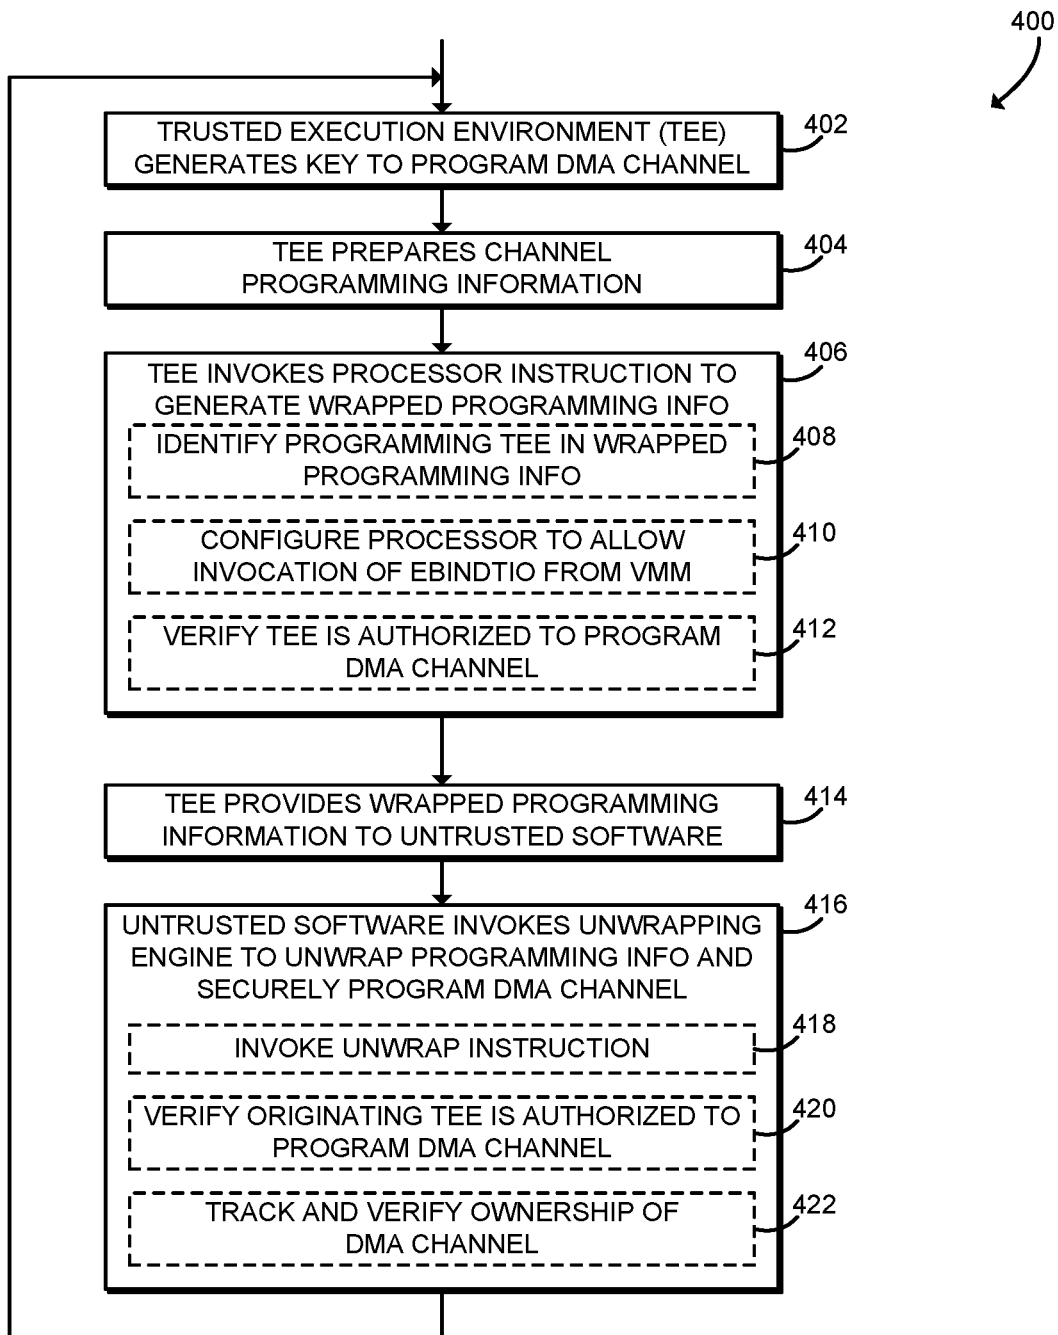 400
TRUSTED EXECUTION ENVIRONMENT (TEE)
GENERATES KEY TO PROGRAM DMA CHANNEL
402
TEE PREPARES CHANNEL
PROGRAMMING INFORMATION
404
TEE INVOKES PROCESSOR INSTRUCTION TO
GENERATE WRAPPED PROGRAMMING INFO
406
IDENTIFY PROGRAMMING TEE IN WRAPPED
PROGRAMMING INFO
408
CONFIGURE PROCESSOR TO ALLOW
INVOCATION OF EBINDTIO FROM VMM
410
VERIFY TEE IS AUTHORIZED TO PROGRAM
DMA CHANNEL
412
TEE PROVIDES WRAPPED PROGRAMMING
INFORMATION TO UNTRUSTED SOFTWARE
414
UNTRUSTED SOFTWARE INVOKES UNWRAPPING
ENGINE TO UNWRAP PROGRAMMING INFO AND
SECURELY PROGRAM DMA CHANNEL
416
INVOKE UNWRAP INSTRUCTION
418
VERIFY ORIGINATING TEE IS AUTHORIZED TO
PROGRAM DMA CHANNEL
420
TRACK AND VERIFY OWNERSHIP OF
DMA CHANNEL
422